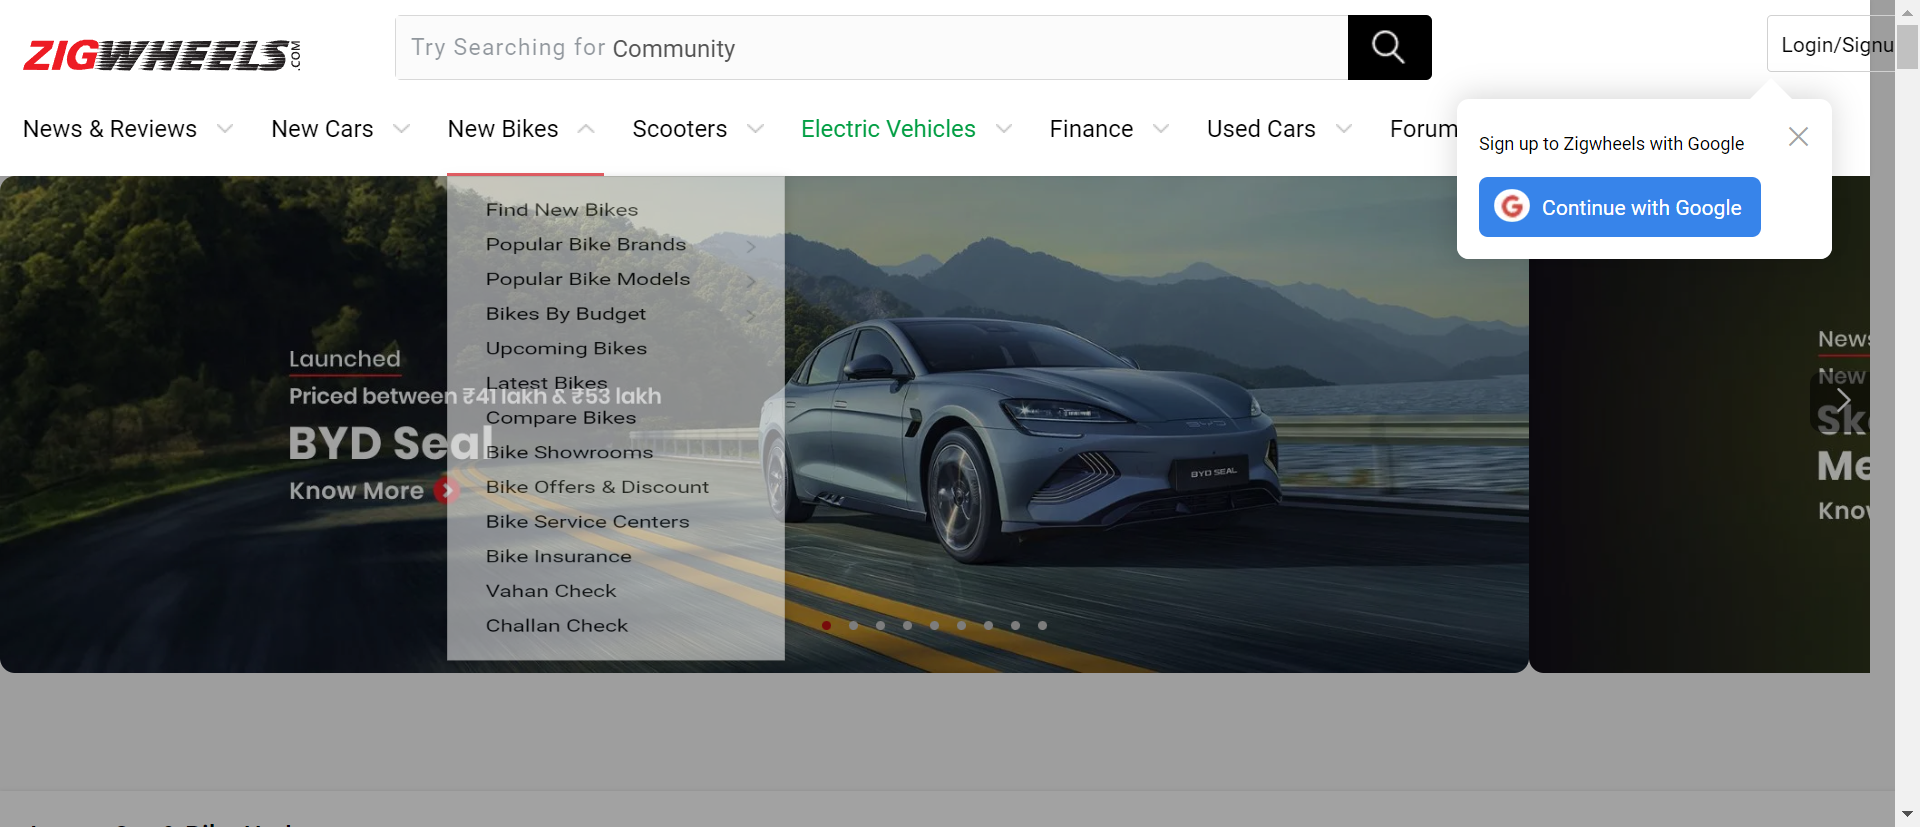 ZIGWHEELS.COM
Try Searching for Community
Login/Signu
News & Reviews
New Cars
New Bikes
Scooters
Electric Vehicles
Finance
Used Cars
Forum
Sign up to Zigwheels with Google
Continue with Google
Find New Bikes
Popular Bike Brands
Popular Bike Models
Bikes By Budget
Upcoming Bikes
Latest Bikes
Compare Bikes
Bike Showrooms
Bike Offers & Discount
Bike Service Centers
Bike Insurance
Vahan Check
Challan Check
Launched
Priced between ₹41 lakh & ₹53 lakh
BYD Seal
Know More
BYD SEAL
News
New
Sk
Me
Know